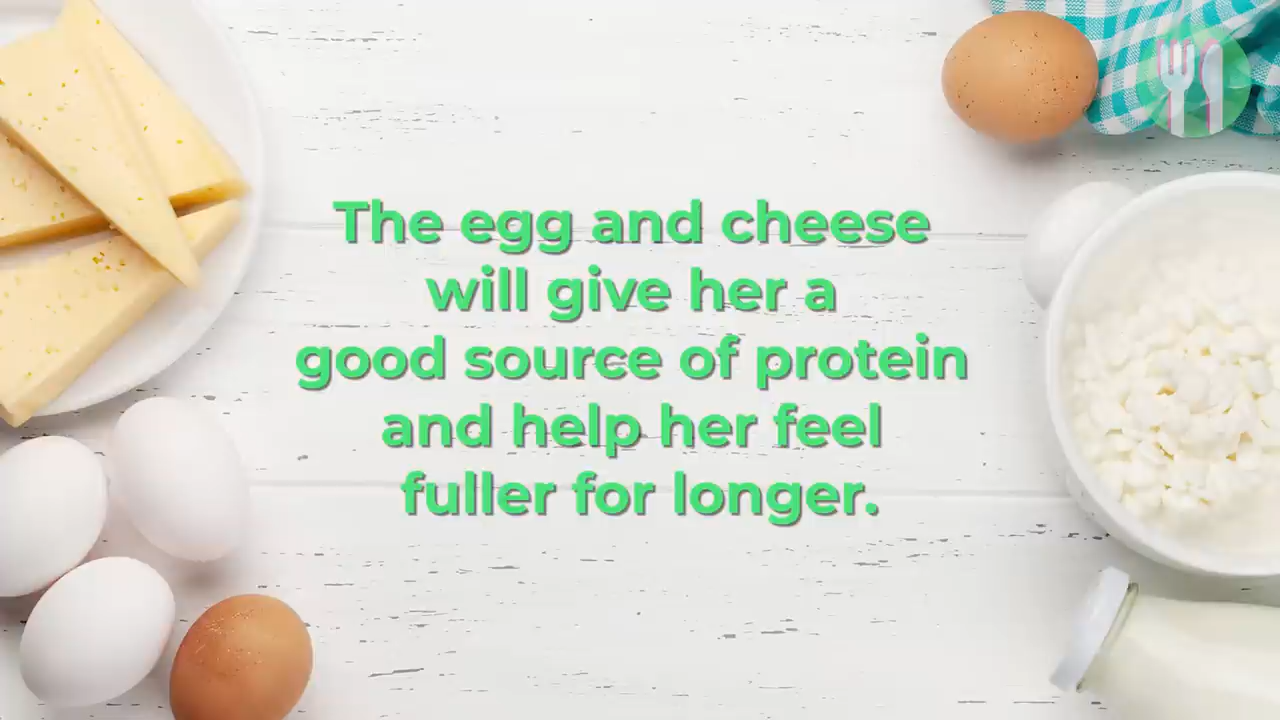 The egg and cheese
will give her a
good source of protein
and help her feel
fuller for longer.